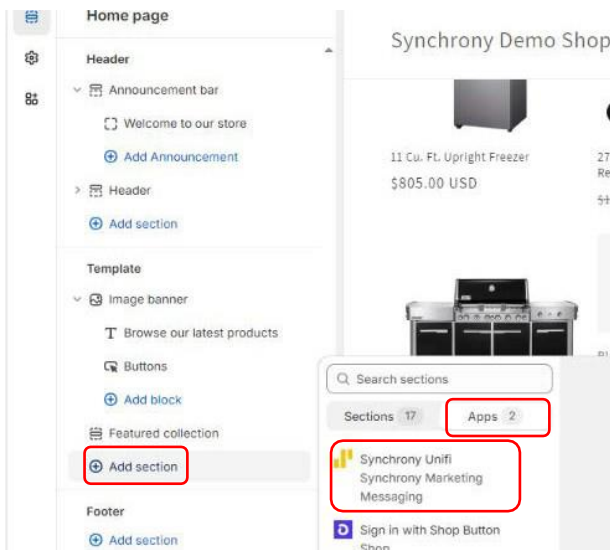 Home page
Header
Announcement bar
Welcome to our store
Add Announcement
Header
Add section
Template
Image banner
Browse our latest products
Buttons
Add block
Featured collection
Add section
Footer
Add section
Synchrony Demo Shop
11 Cu. Ft. Upright Freezer
$805.00 USD
27
Re
Search sections
Sections 17
Apps 2
Synchrony Unifi
Synchrony Marketing
Messaging
Sign in with Shop Button
Shop